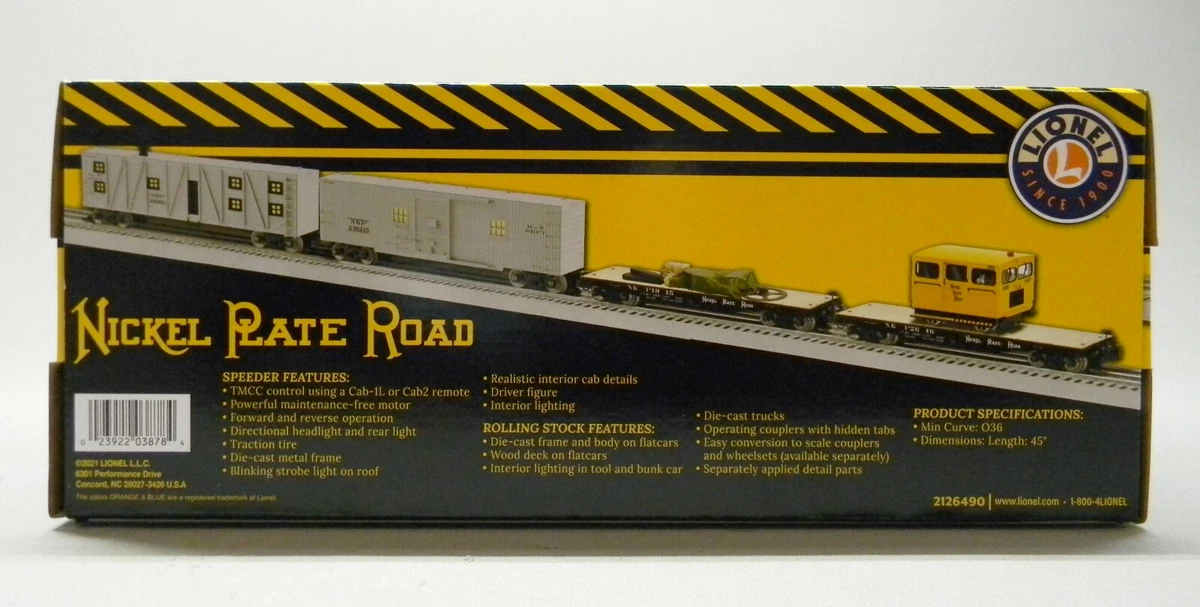 LIONEL
SINCE 1900
L
NKP
NICKEL PLATE ROAD
NICKEL PLATE ROAD
NICKEL PLATE ROAD
SPEEDER FEATURES:
• TMCC control using a Cab-1L or Cab2 remote
• Powerful maintenance-free motor
• Forward and reverse operation
• Directional headlight and rear light
• Traction tire
• Die-cast metal frame
• Blinking strobe light on roof
• Realistic interior cab details
• Driver figure
• Interior lighting
ROLLING STOCK FEATURES:
• Die-cast frame and body on flatcars
• Wood deck on flatcars
• Interior lighting in tool and bunk car
• Die-cast trucks
• Operating couplers with hidden tabs
• Easy conversion to scale couplers
and wheelsets (available separately)
• Separately applied detail parts
PRODUCT SPECIFICATIONS:
• Min Curve: O36
• Dimensions: Length: 45"
0 23922 03878 4
©2021 LIONEL L.L.C.
6301 Performance Drive
Concord, NC 28027-3426 U.S.A
The colors ORANGE & BLUE are a registered trademark of Lionel.
2126490 | www.lionel.com • 1-800-4LIONEL